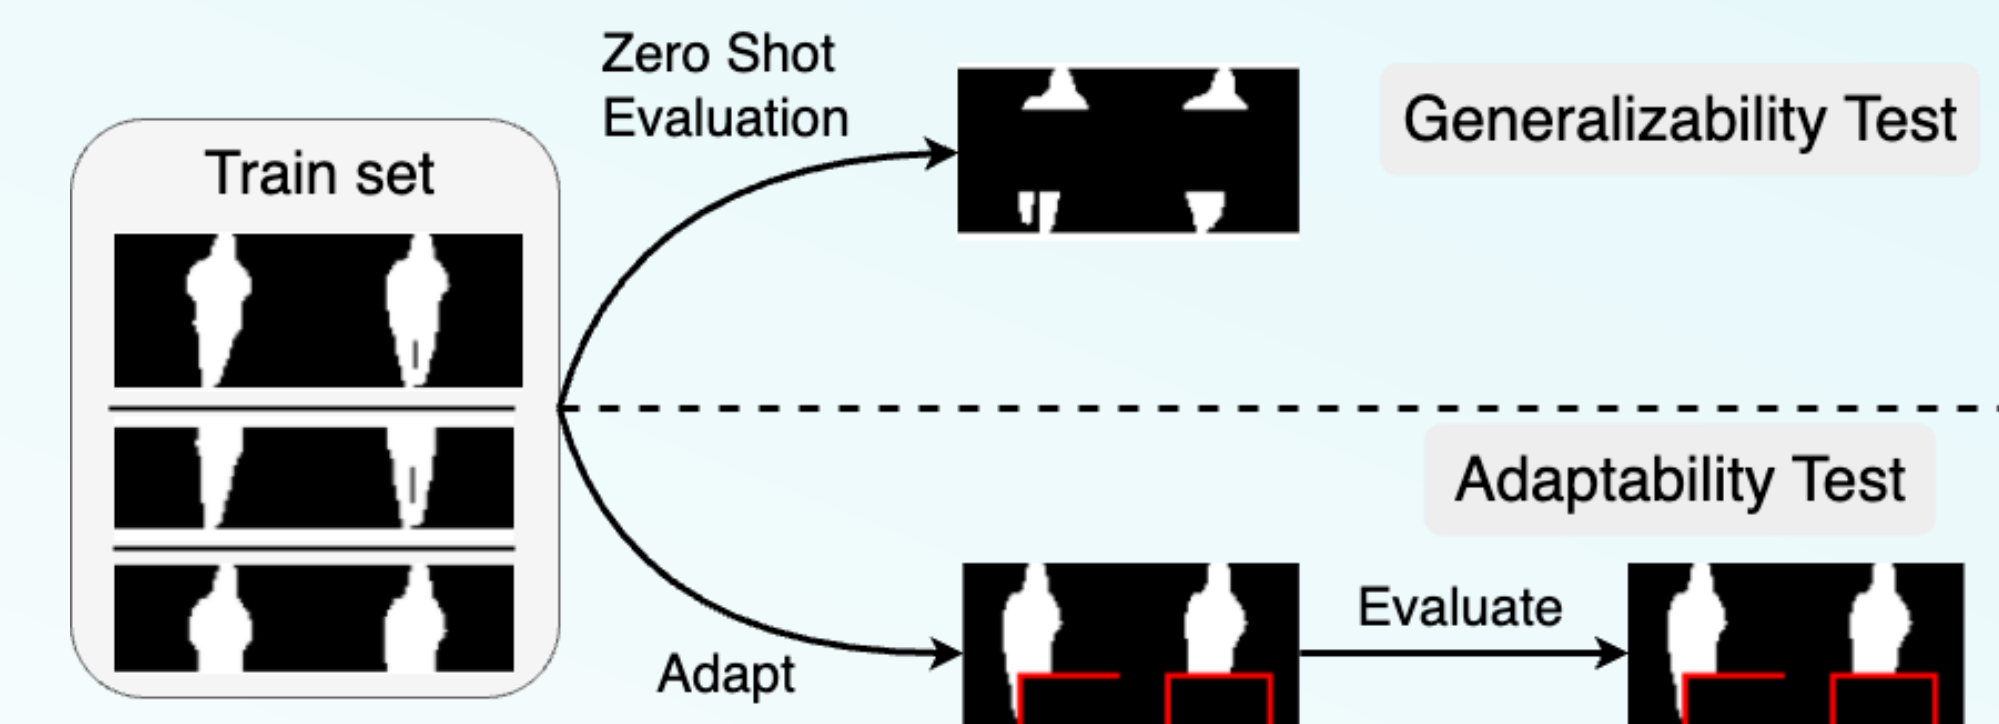 Zero Shot
Evaluation
Generalizability Test
Train set
Adaptability Test
Evaluate
Adapt